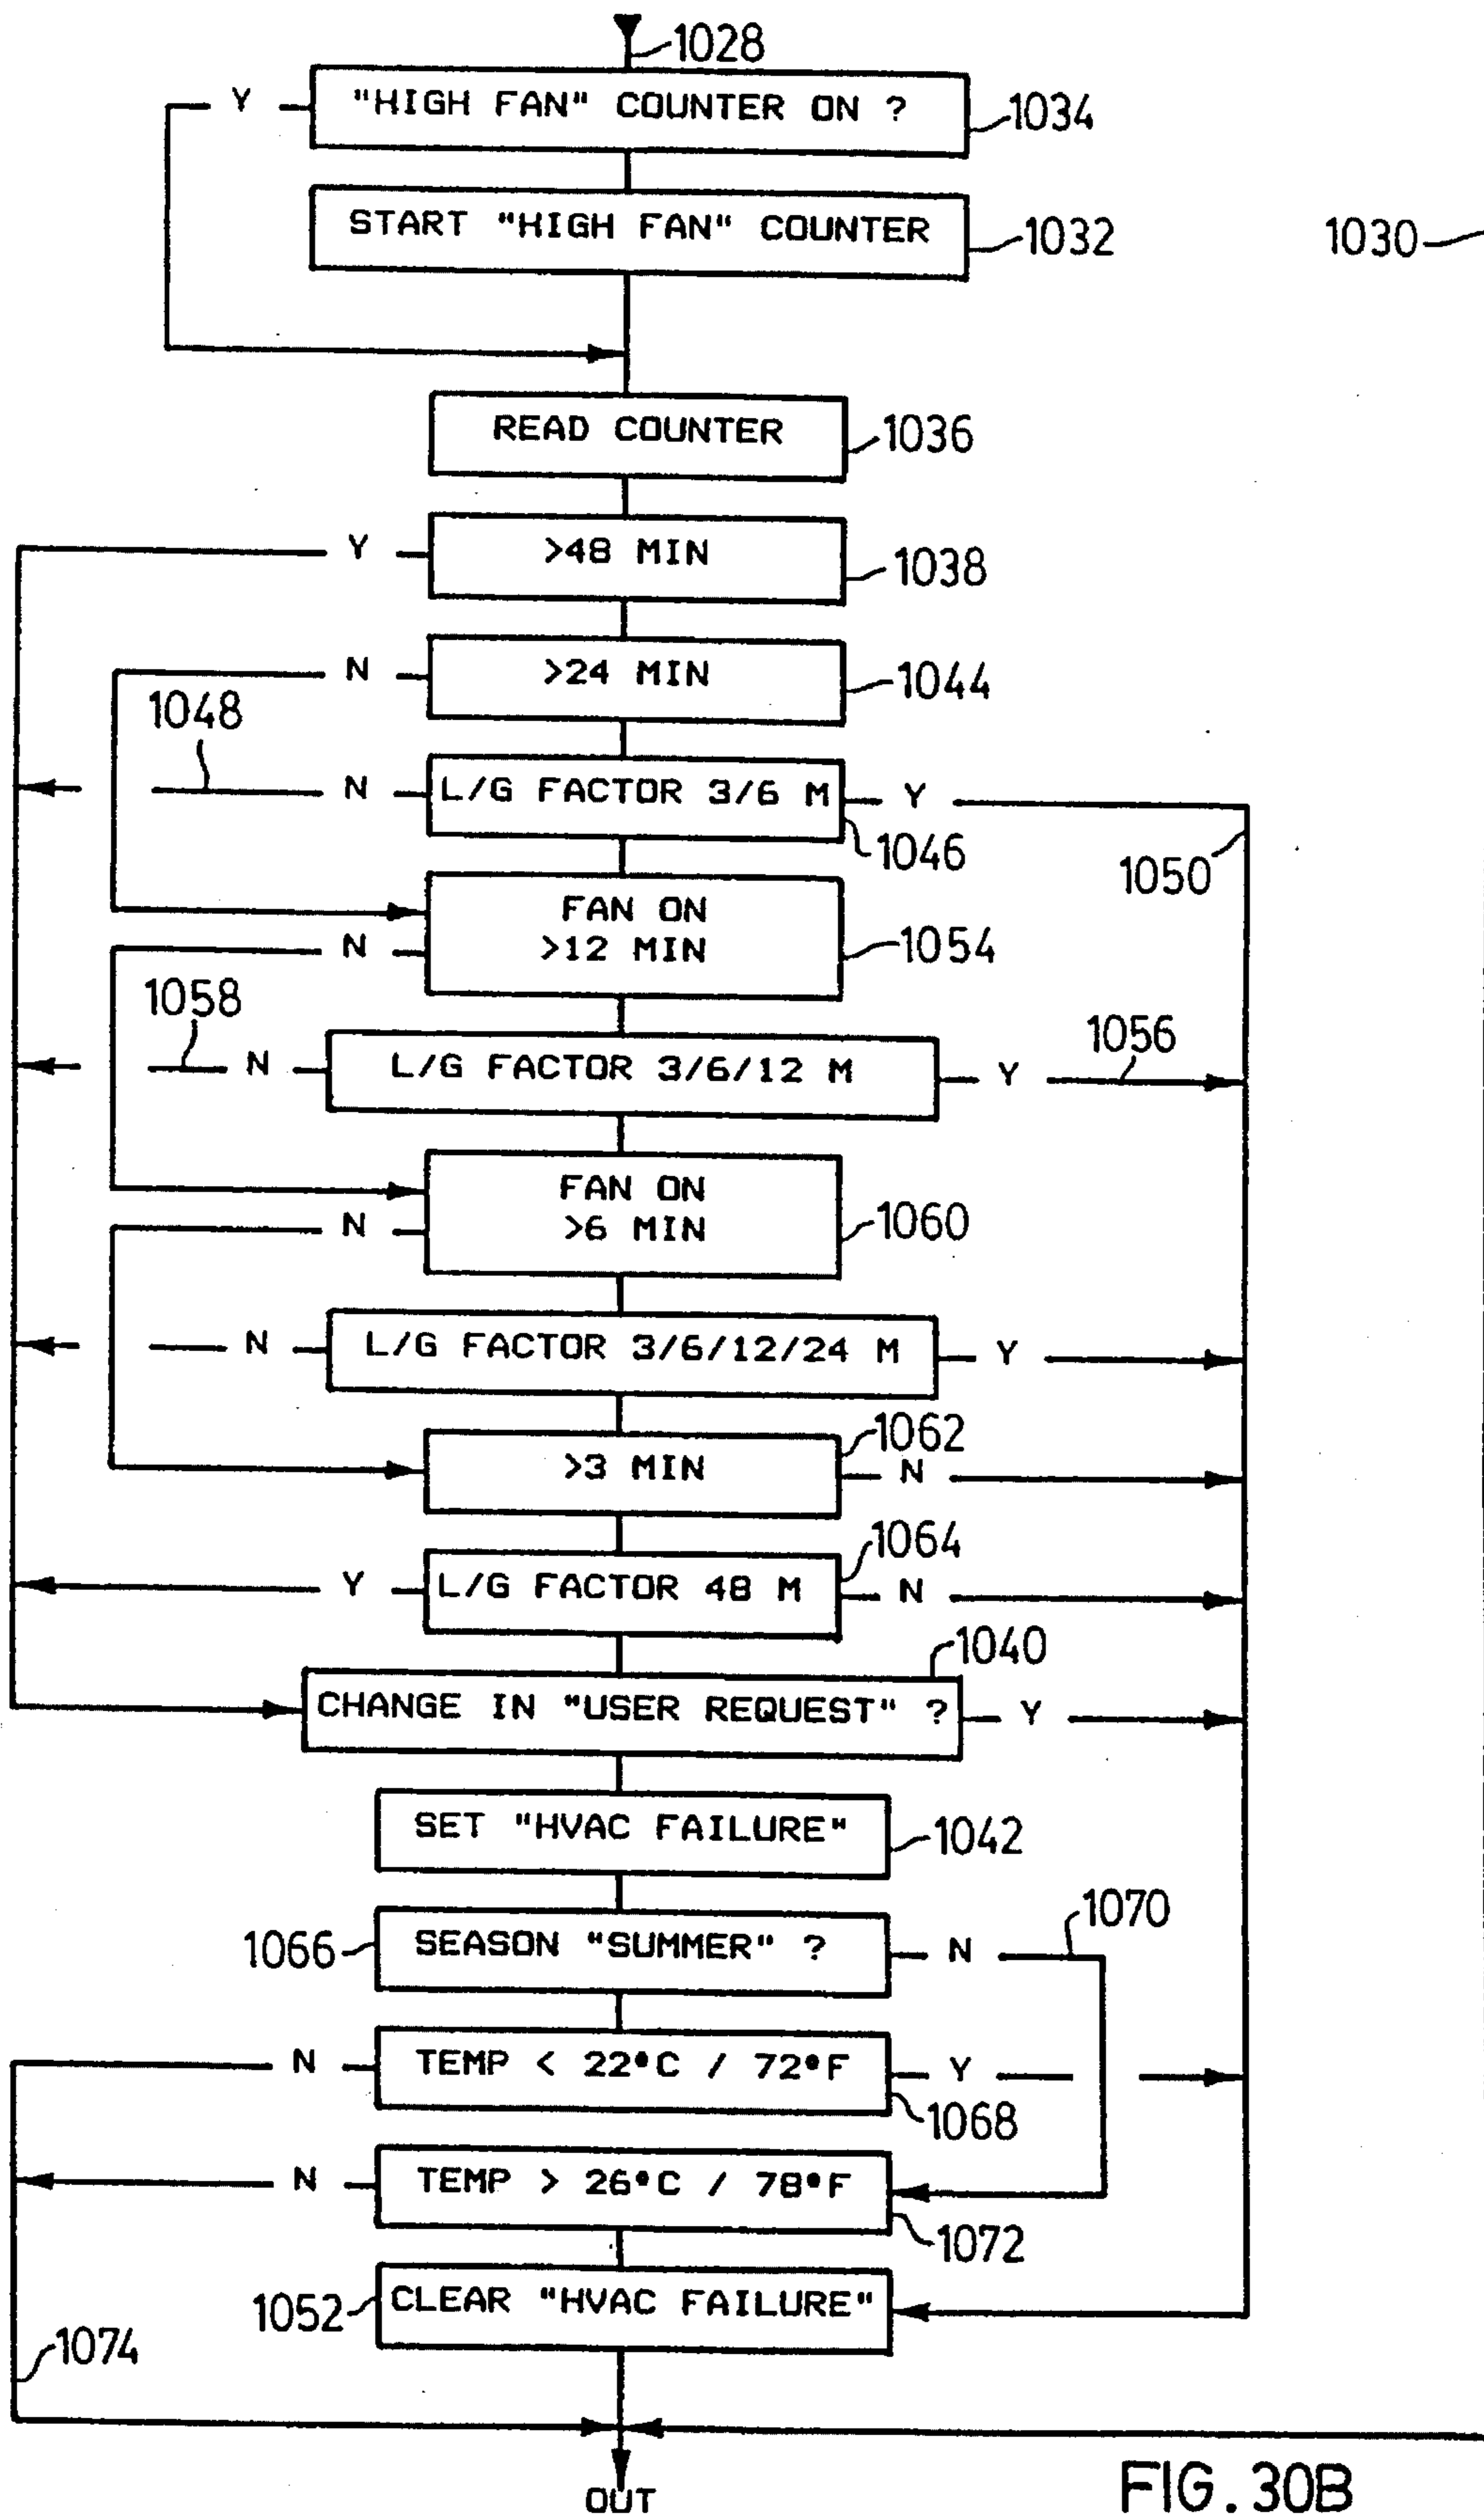 1028
Y "HIGH FAN" COUNTER ON ? 1034
START "HIGH FAN" COUNTER 1032 1030
READ COUNTER 1036
Y >48 MIN 1038
N >24 MIN 1044
1048
N L/G FACTOR 3/6 M Y
1046
1050
FAN ON
N >12 MIN 1054
1058 1056
N L/G FACTOR 3/6/12 M Y
FAN ON
N >6 MIN 1060
N L/G FACTOR 3/6/12/24 M Y
1062
>3 MIN N
1064
Y L/G FACTOR 48 M N
1040
CHANGE IN "USER REQUEST" ? Y
SET "HVAC FAILURE" 1042
1070
1066 SEASON "SUMMER" ? N
N TEMP < 22°C / 72°F Y
1068
N TEMP > 26°C / 78°F
1072
1052 CLEAR "HVAC FAILURE"
1074
OUT
FIG. 30B